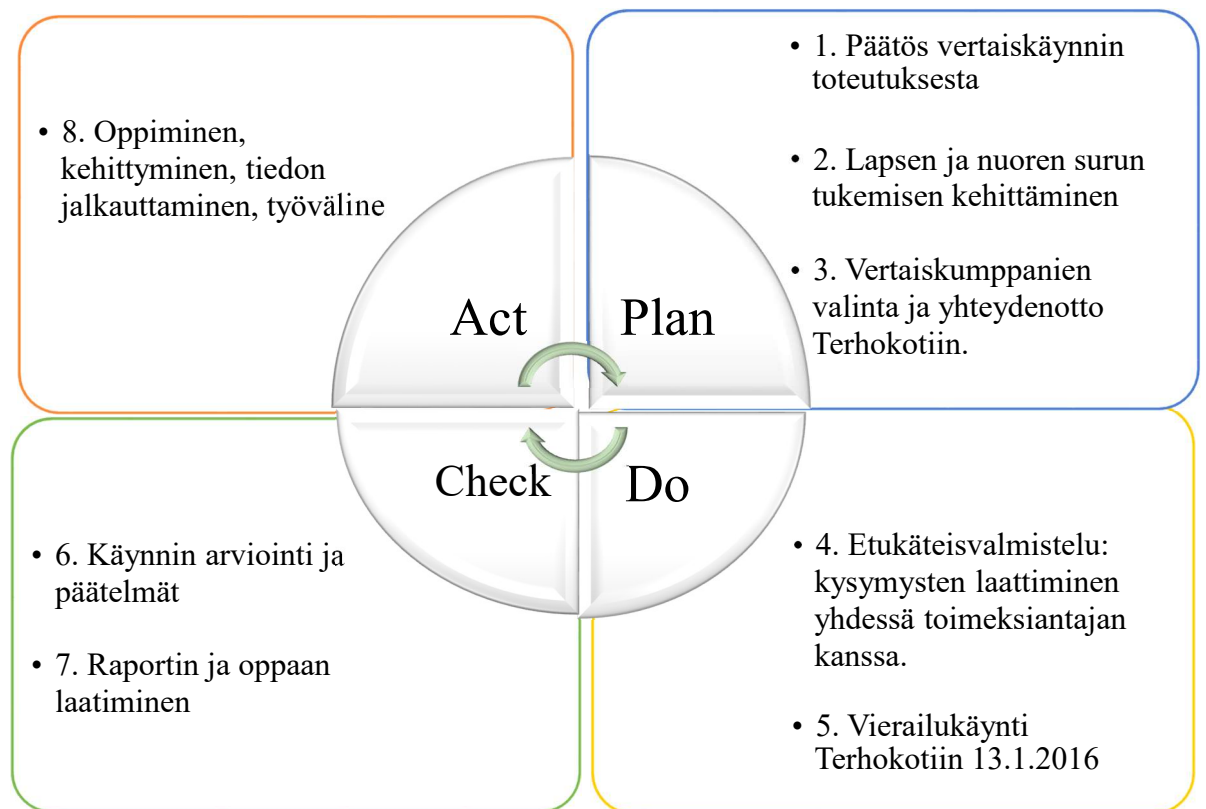 • 1. Päätös vertaiskäynnin
toteutuksesta
• 2. Lapsen ja nuoren surun
tukemisen kehittäminen
• 3. Vertaiskumppanien
valinta ja yhteydenotto
Terhokotiin.
• 8. Oppiminen,
kehittyminen, tiedon
jalkauttaminen, työväline
Act
Plan
Check
Do
• 4. Etukäteisvalmistelu:
kysymysten laattiminen
yhdessä toimeksiantajan
kanssa.
• 5. Vierailukäynti
Terhokotiin 13.1.2016
• 6. Käynnin arviointi ja
päätelmät
• 7. Raportin ja oppaan
laatiminen